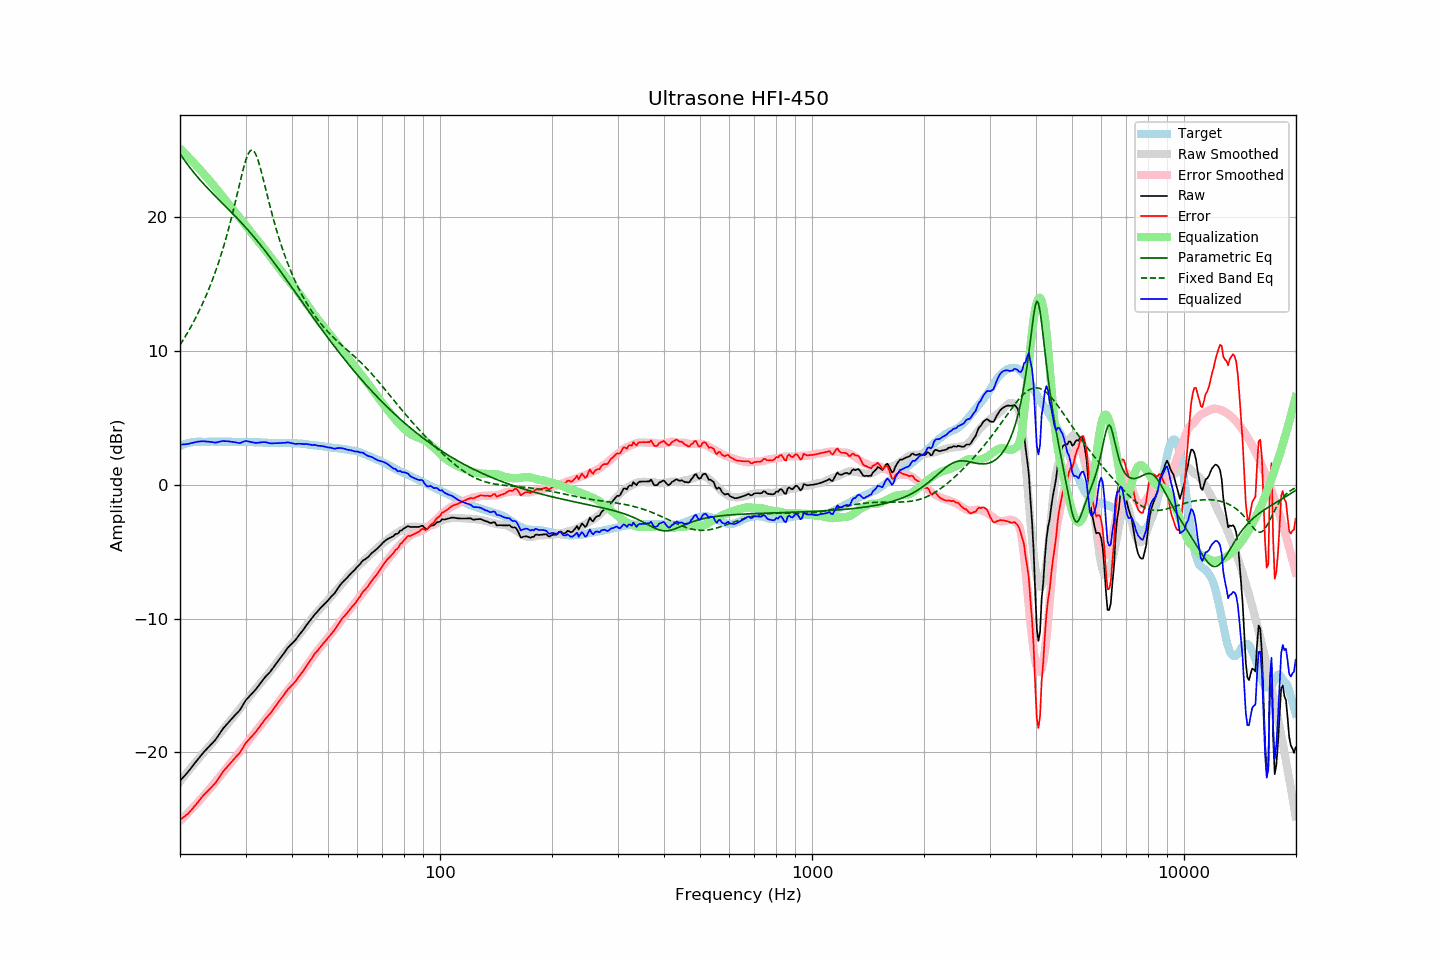 Ultrasone HFI-450
Target
Raw Smoothed
Error Smoothed
Raw
Error
Equalization
Parametric Eq
Fixed Band Eq
Equalized
20
10
0
−10
−20
Amplitude (dBr)
100
1000
10000
Frequency (Hz)